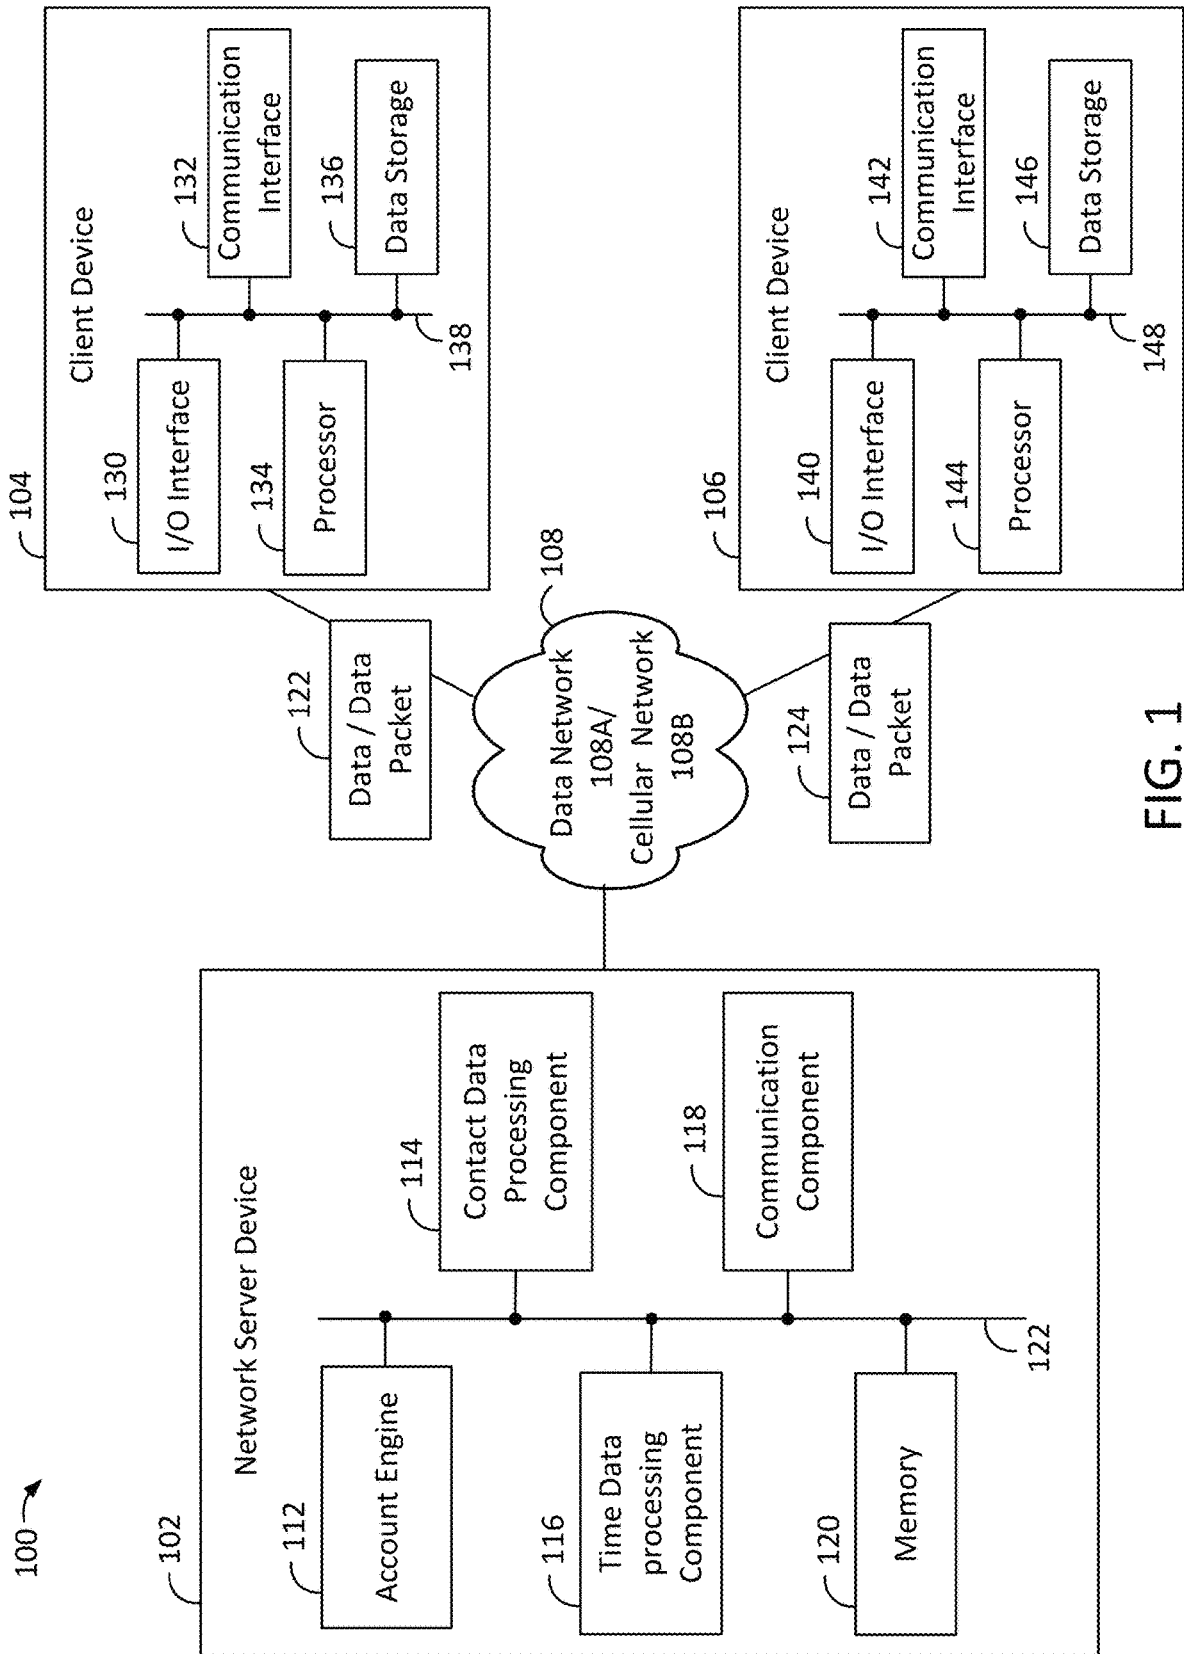 100
102
Network Server Device
112
Account Engine
114
Contact Data
Processing
Component
116
Time Data
processing
Component
118
Communication
Component
120
Memory
122
108
Data Network
108A/
Cellular Network
108B
122
Data / Data
Packet
124
Data / Data
Packet
104
Client Device
130
I/O Interface
132
Communication
Interface
134
Processor
136
Data Storage
138
106
Client Device
140
I/O Interface
142
Communication
Interface
144
Processor
146
Data Storage
148
FIG. 1